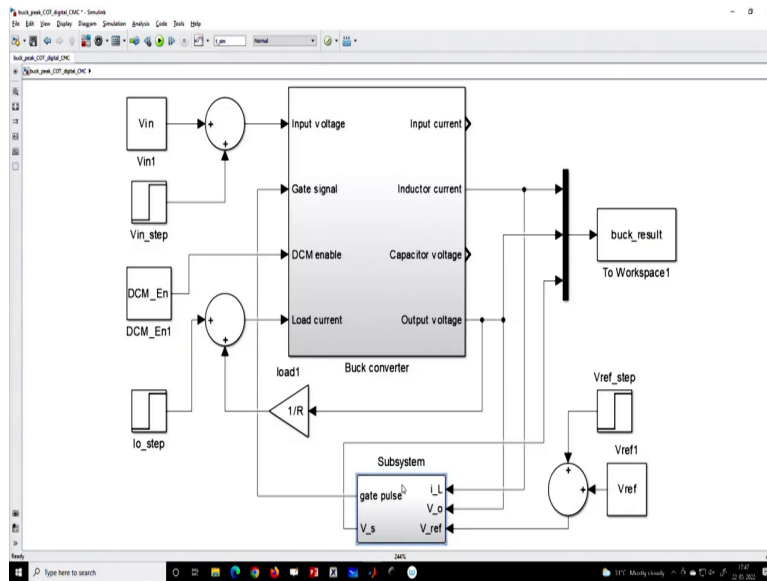 buck_peak_COT_digital_CMC * - Simulink
File Edit View Display Diagram Simulation Analysis Code Tools Help
t_sim
Normal
buck_peak_COT_digital_CMC
buck_peak_COT_digital_CMC
Vin
Vin1
Vin_step
DCM_En
DCM_En1
Io_step
Input voltage
Gate signal
DCM enable
Load current
Input current
Inductor current
Capacitor voltage
Output voltage
Buck converter
load1
1/R
buck_result
To Workspace1
Vref_step
Vref1
Vref
Subsystem
gate pulse
V_s
i_L
V_o
V_ref
Ready
244%
Type here to search
31°C Mostly cloudy
17:47
22-05-2022